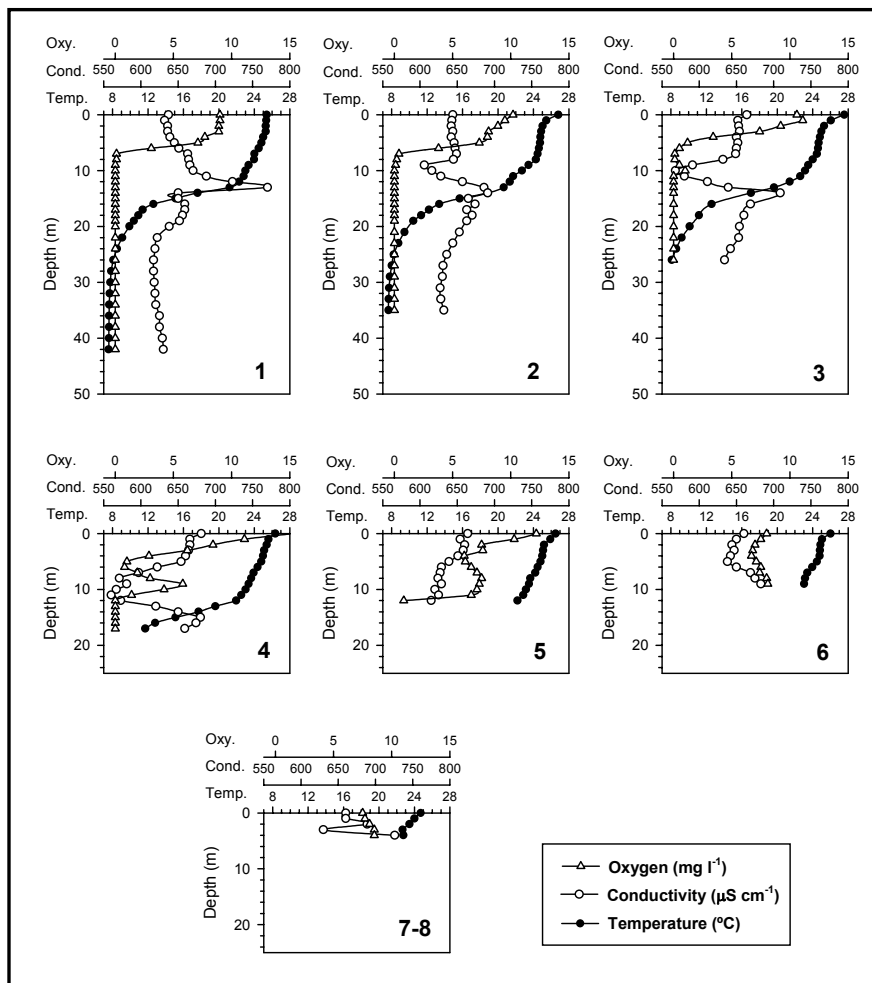 Oxy. 0 5 10 15
Cond. 550 600 650 700 750 800
Temp. 8 12 16 20 24 28
0
10
20
30
40
50
Depth (m)
1
Oxy. 0 5 10 15
Cond. 550 600 650 700 750 800
Temp. 8 12 16 20 24 28
0
10
20
30
40
50
Depth (m)
2
Oxy. 0 5 10 15
Cond. 550 600 650 700 750 800
Temp. 8 12 16 20 24 28
0
10
20
30
40
50
Depth (m)
3
Oxy. 0 5 10 15
Cond. 550 600 650 700 750 800
Temp. 8 12 16 20 24 28
0
10
20
Depth (m)
4
Oxy. 0 5 10 15
Cond. 550 600 650 700 750 800
Temp. 8 12 16 20 24 28
0
10
20
Depth (m)
5
Oxy. 0 5 10 15
Cond. 550 600 650 700 750 800
Temp. 8 12 16 20 24 28
0
10
20
Depth (m)
6
Oxy. 0 5 10 15
Cond. 550 600 650 700 750 800
Temp. 8 12 16 20 24 28
0
10
20
Depth (m)
7-8
Oxygen (mg l⁻¹)
Conductivity (µS cm⁻¹)
Temperature (ºC)